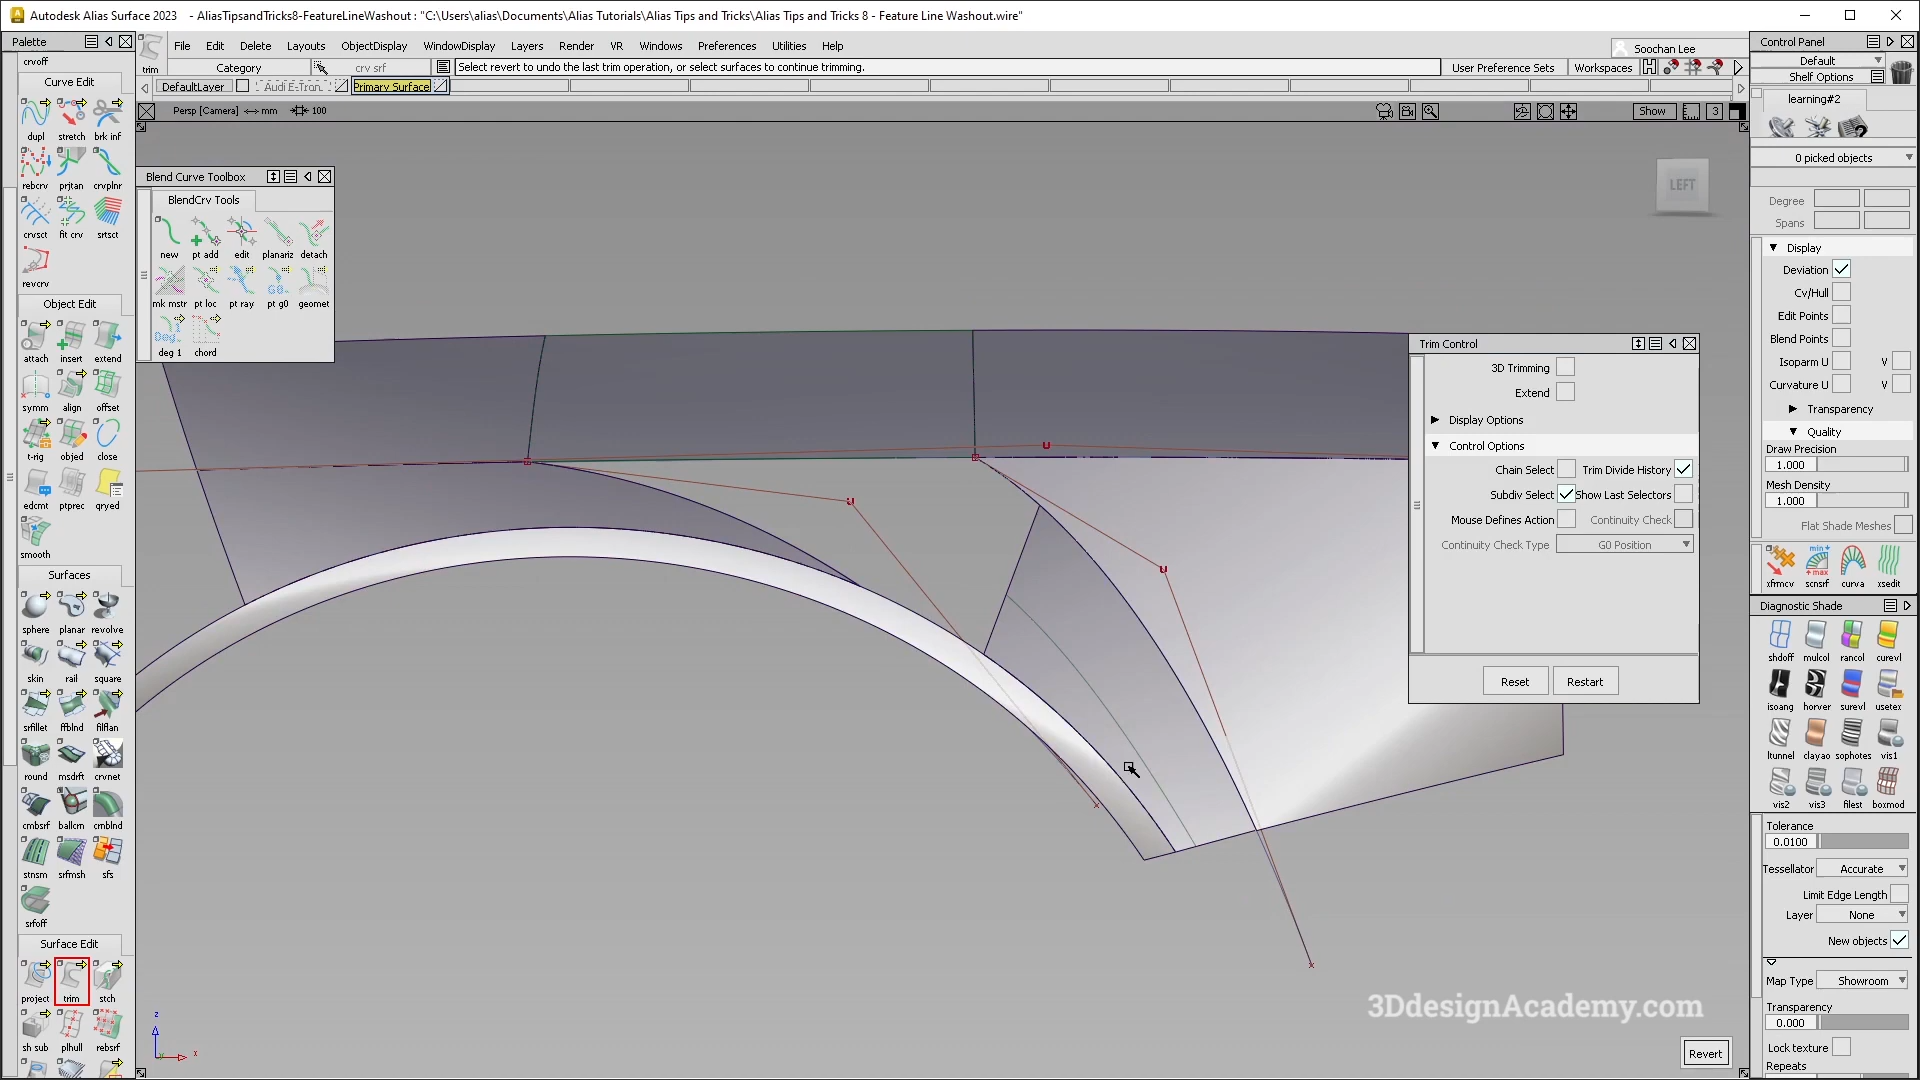 Autodesk Alias Surface 2023 - AliasTipsandTricks8-FeatureLineWashout : "C:\Users\alias\Documents\Alias Tutorials\Alias Tips and Tricks\Alias Tips and Tricks 8 - Feature Line Washout.wire"
Palette
File Edit Delete Layouts ObjectDisplay WindowDisplay Layers Render VR Windows Preferences Utilities Help
Soochan Lee
trim
Category
crv srf
Select revert to undo the last trim operation, or select surfaces to continue trimming.
User Preference Sets
Workspaces
DefaultLayer
Audi E-Tran.
Primary Surface
Persp [Camera] <-> mm 100
Show
3
crvoff
Curve Edit
dupl stretch brk inf
rebcrv prjtan crvplnr
crvsct fit crv srtsct
revcrv
Object Edit
attach insert extend
symm align offset
t-rig objed close
edcmt ptprec qryed
smooth
Surfaces
sphere planar revolve
skin rail square
srfillet ffblnd filflan
round msdrft crvnet
cmbsrf ballcrn cmblnd
stnsm srfmsh sfs
srfoff
Surface Edit
project trim stch
sh sub plhull rebsrf
Blend Curve Toolbox
BlendCrv Tools
new pt add edit planariz detach
mk mstr pt loc pt ray pt g0 geomet
deg 1 chord
LEFT
U
U
U
z
x
Trim Control
3D Trimming
Extend
Display Options
Control Options
Chain Select Trim Divide History
Subdiv Select Show Last Selectors
Mouse Defines Action Continuity Check
Continuity Check Type G0 Position
Reset Restart
3DdesignAcademy.com
Revert
Control Panel
Default
Shelf Options
learning#2
0 picked objects
Degree
Spans
Display
Deviation
Cv/Hull
Edit Points
Blend Points
Isoparm U V
Curvature U V
Transparency
Quality
Draw Precision
1.000
Mesh Density
1.000
Flat Shade Meshes
xfrmcv scnsrf curva xsedit
Diagnostic Shade
shdoff mulcol rancol curevl
isoang horver surevl usetex
ltunnel clayao sophotes vis1
vis2 vis3 filest boxmod
Tolerance
0.0100
Tessellator Accurate
Limit Edge Length
Layer None
New objects
Map Type Showroom
Transparency
0.000
Lock texture
Repeats